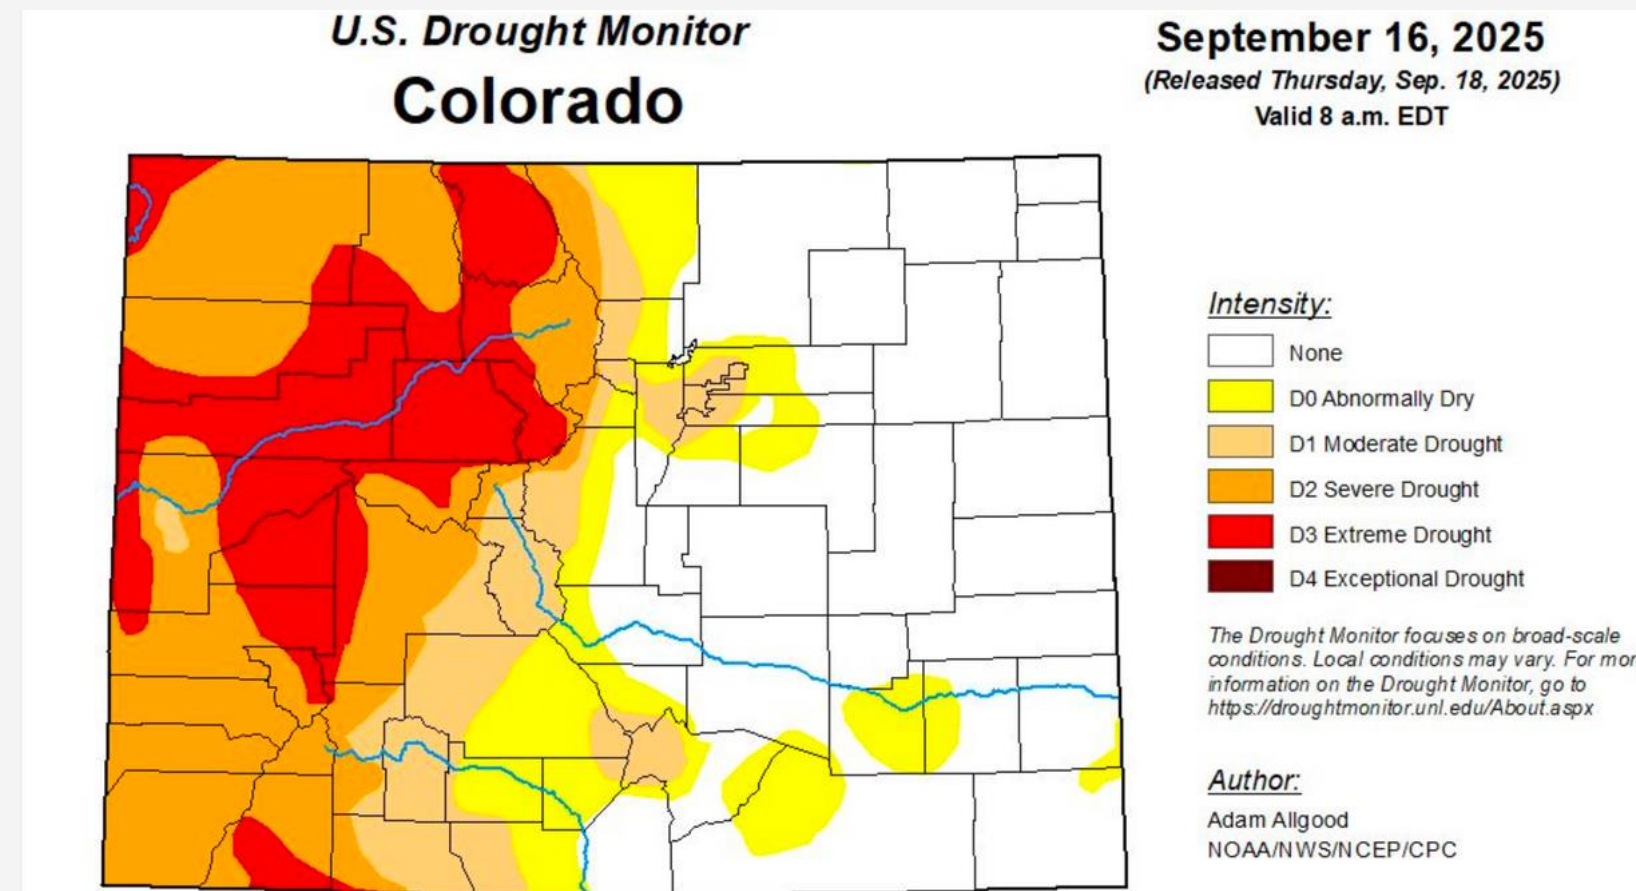 U.S. Drought Monitor
Colorado
September 16, 2025
(Released Thursday, Sep. 18, 2025)
Valid 8 a.m. EDT
Intensity:
None
D0 Abnormally Dry
D1 Moderate Drought
D2 Severe Drought
D3 Extreme Drought
D4 Exceptional Drought
The Drought Monitor focuses on broad-scale
conditions. Local conditions may vary. For mor
information on the Drought Monitor, go to
https://droughtmonitor.unl.edu/About.aspx
Author:
Adam Allgood
NOAA/NWS/NCEP/CPC